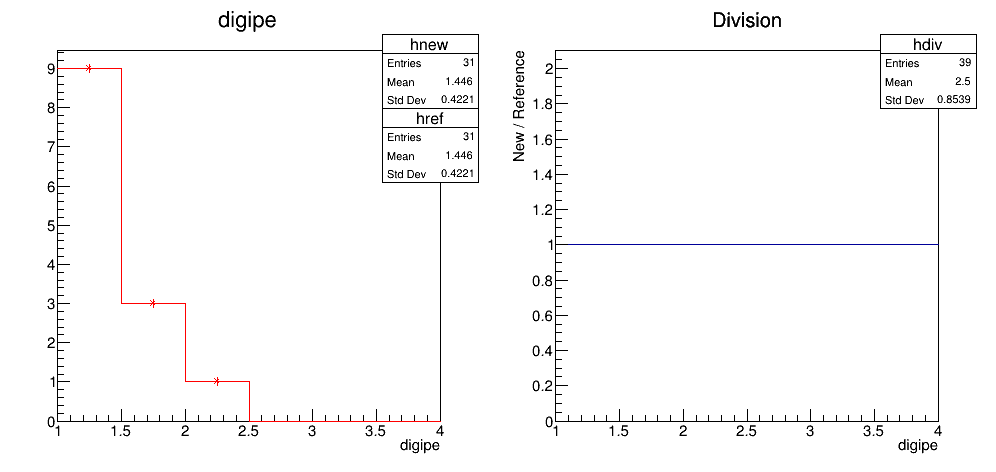 digipe
hnew
Entries 31
Mean 1.446
Std Dev 0.4221
href
Entries 31
Mean 1.446
Std Dev 0.4221
9
8
7
6
5
4
3
2
1
0
1 1.5 2 2.5 3 3.5 4
digipe
Division
hdiv
Entries 39
Mean 2.5
Std Dev 0.8539
New / Reference
2
1.8
1.6
1.4
1.2
1
0.8
0.6
0.4
0.2
0
1 1.5 2 2.5 3 3.5 4
digipe